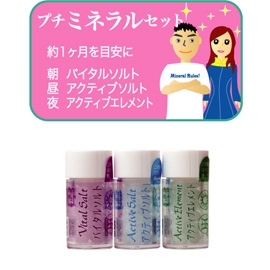 プチミネラルセット
約1ヶ月を目安に
朝 バイタルソルト
昼 アクティブソルト
夜 アクティブエレメント
Mineral Rules!
Vital Salt
バイタルソルト
Active Salt
アクティブソルト
Active Element
アクティブエレメント